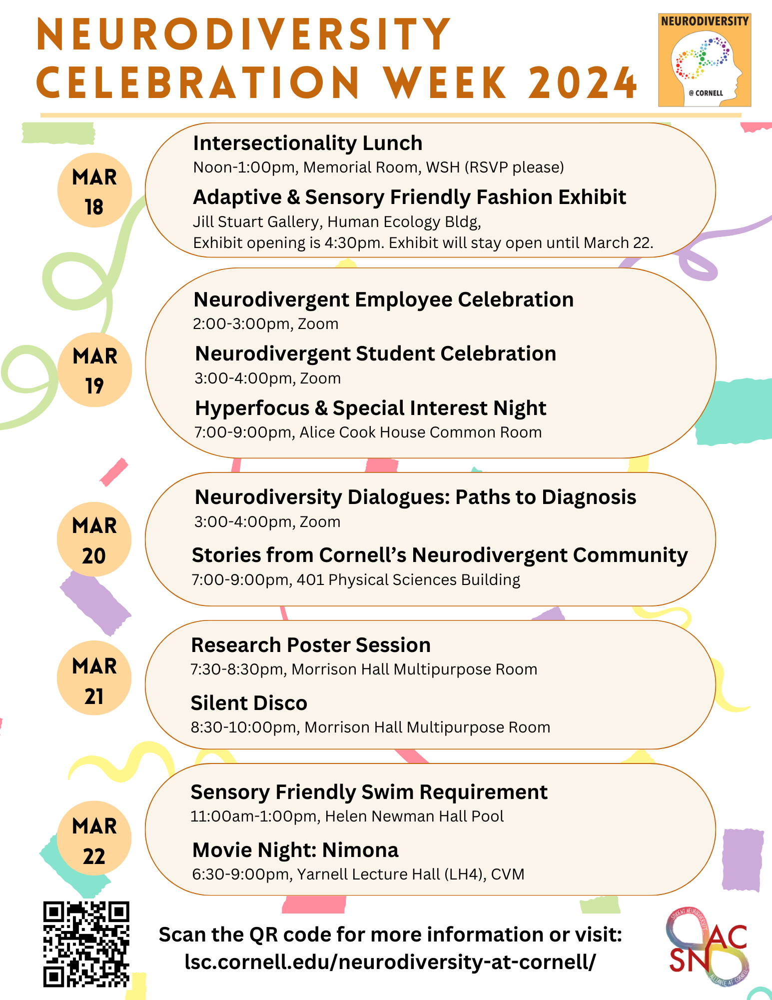 NEURODIVERSITY
CELEBRATION WEEK 2024
NEURODIVERSITY
@ CORNELL
MAR
18
Intersectionality Lunch
Noon-1:00pm, Memorial Room, WSH (RSVP please)
Adaptive & Sensory Friendly Fashion Exhibit
Jill Stuart Gallery, Human Ecology Bldg,
Exhibit opening is 4:30pm. Exhibit will stay open until March 22.
MAR
19
Neurodivergent Employee Celebration
2:00-3:00pm, Zoom
Neurodivergent Student Celebration
3:00-4:00pm, Zoom
Hyperfocus & Special Interest Night
7:00-9:00pm, Alice Cook House Common Room
MAR
20
Neurodiversity Dialogues: Paths to Diagnosis
3:00-4:00pm, Zoom
Stories from Cornell’s Neurodivergent Community
7:00-9:00pm, 401 Physical Sciences Building
MAR
21
Research Poster Session
7:30-8:30pm, Morrison Hall Multipurpose Room
Silent Disco
8:30-10:00pm, Morrison Hall Multipurpose Room
MAR
22
Sensory Friendly Swim Requirement
11:00am-1:00pm, Helen Newman Hall Pool
Movie Night: Nimona
6:30-9:00pm, Yarnell Lecture Hall (LH4), CVM
Scan the QR code for more information or visit:
lsc.cornell.edu/neurodiversity-at-cornell/
STUDENT NEURODIVERSITY
AC
SN
ALLIANCE AT CORNELL